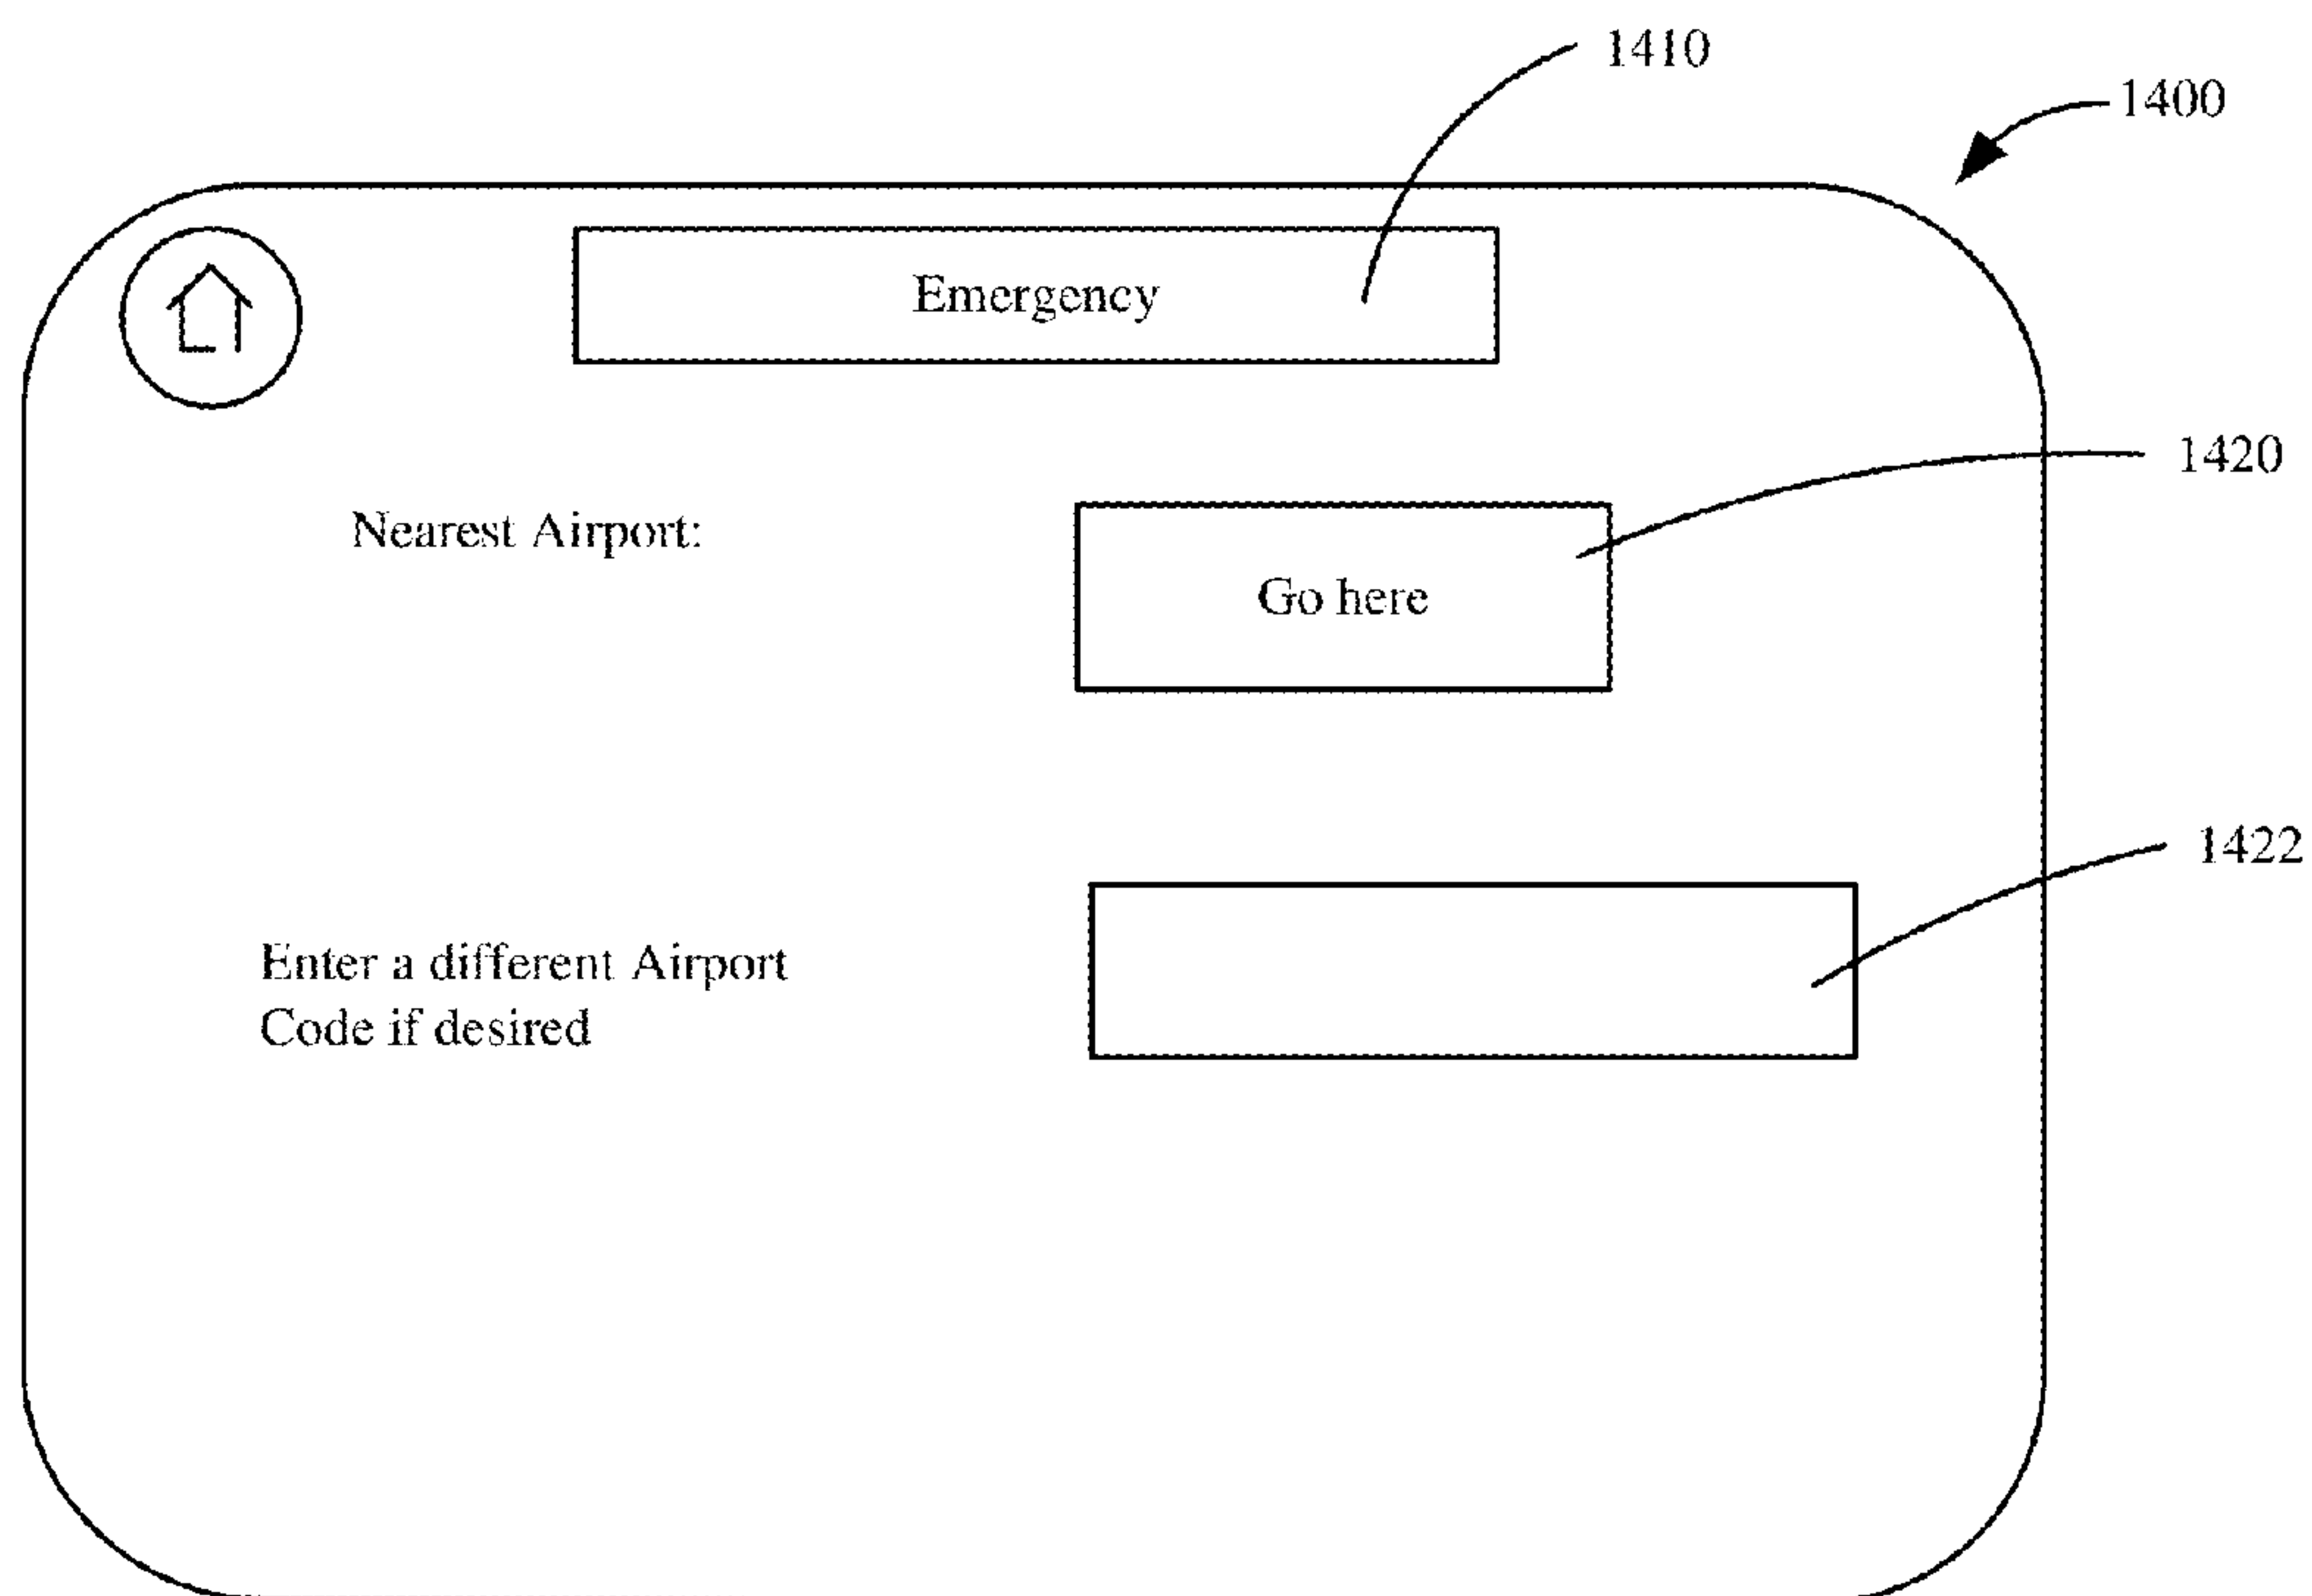 1410
1400
Emergency
1420
Nearest Airport:
Go here
1422
Enter a different Airport
Code if desired